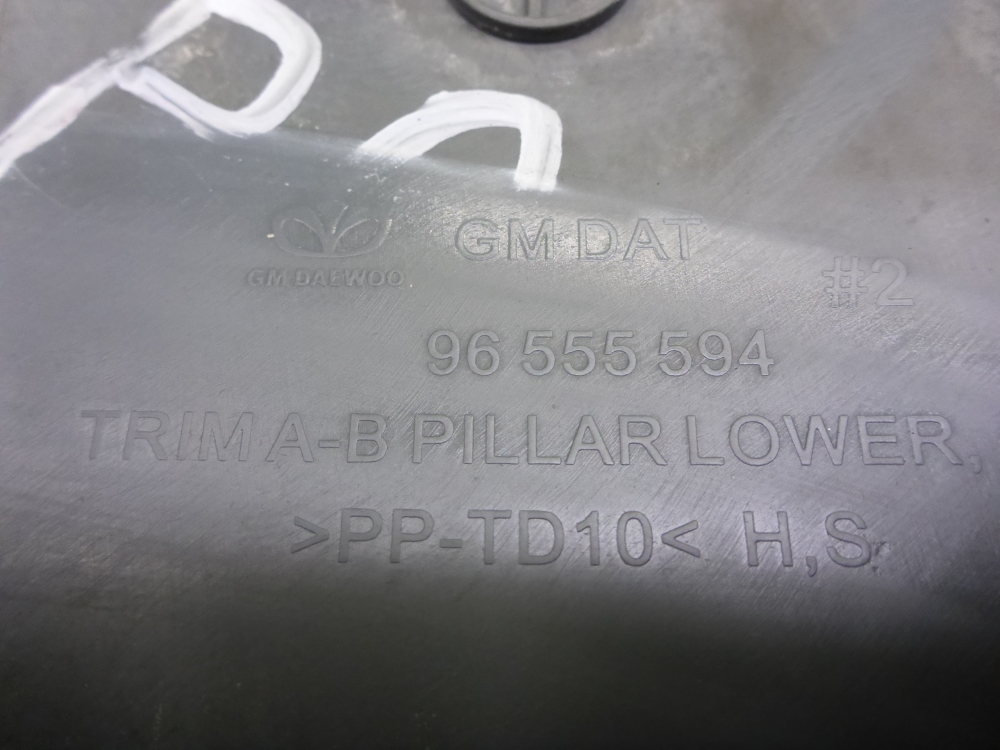 GM DAEWOO
GM DAT
#2
96 555 594
TRIM A-B PILLAR LOWER,
>PP-TD10< H,S